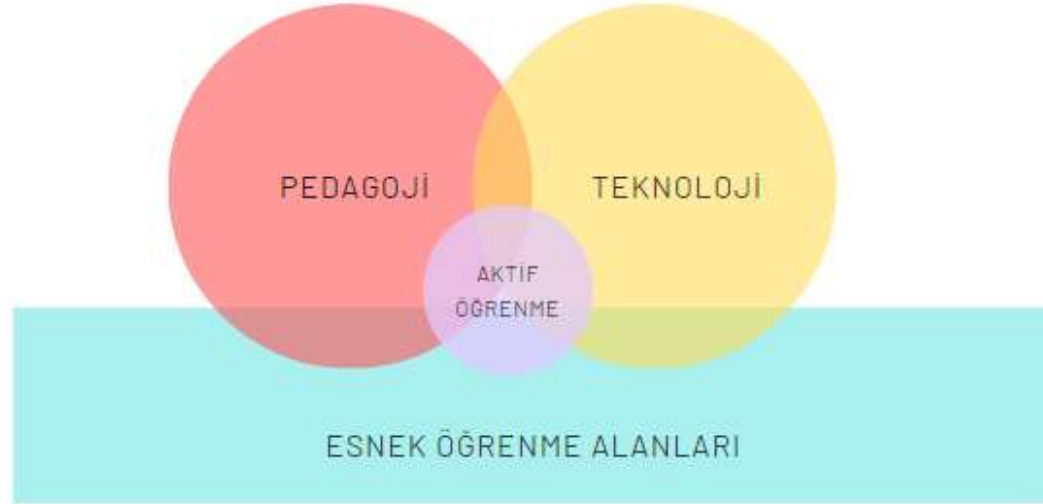 PEDAGOJİ
TEKNOLOJİ
AKTİF
ÖĞRENME
ESNEK ÖĞRENME ALANLARI